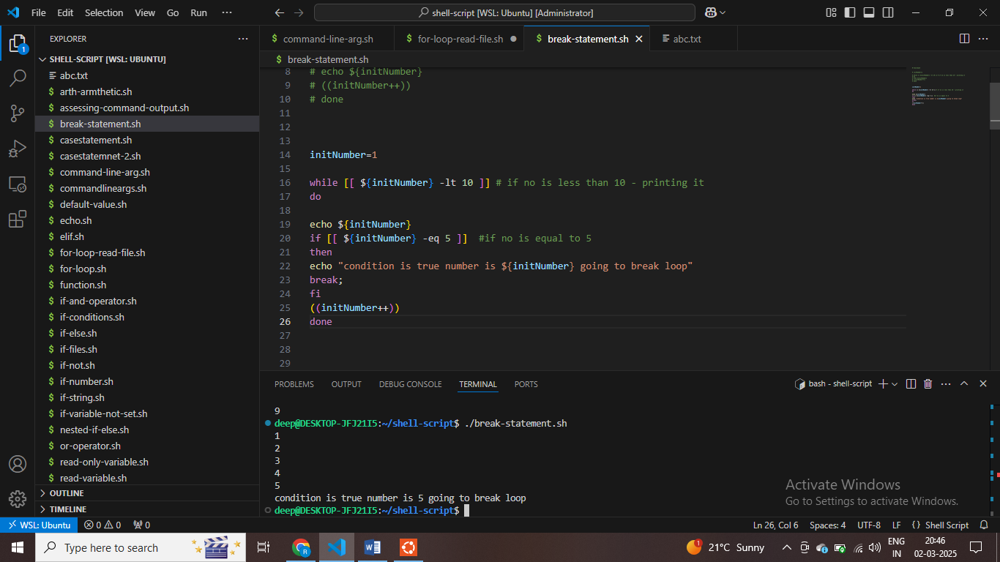 File Edit Selection View Go Run ··· shell-script [WSL: Ubuntu] [Administrator]
EXPLORER ···
SHELL-SCRIPT [WSL: UBUNTU]
abc.txt
$ arth-armthetic.sh
$ assessing-command-output.sh
$ break-statement.sh
$ casestatement.sh
$ casestatemnet-2.sh
$ command-line-arg.sh
$ commandlineargs.sh
$ default-value.sh
$ echo.sh
$ elif.sh
$ for-loop-read-file.sh
$ for-loop.sh
$ function.sh
$ if-and-operator.sh
$ if-conditions.sh
$ if-else.sh
$ if-files.sh
$ if-not.sh
$ if-number.sh
$ if-string.sh
$ if-variable-not-set.sh
$ nested-if-else.sh
$ or-operator.sh
$ read-only-variable.sh
$ read-variable.sh
OUTLINE
TIMELINE
1
$ command-line-arg.sh $ for-loop-read-file.sh $ break-statement.sh abc.txt
$ break-statement.sh
8 # echo ${initNumber}
9 # ((initNumber++))
10 # done
11
12
13
14 initNumber=1
15
16 while [[ ${initNumber} -lt 10 ]] # if no is less than 10 - printing it
17 do
18
19 echo ${initNumber}
20 if [[ ${initNumber} -eq 5 ]]  #if no is equal to 5
21 then
22 echo "condition is true number is ${initNumber} going to break loop"
23 break;
24 fi
25 ((initNumber++))
26 done
27
28
29
PROBLEMS OUTPUT DEBUG CONSOLE TERMINAL PORTS bash - shell-script
9
deep@DESKTOP-JFJ21I5:~/shell-script$ ./break-statement.sh
1
2
3
4
5
condition is true number is 5 going to break loop
deep@DESKTOP-JFJ21I5:~/shell-script$
Activate Windows
Go to Settings to activate Windows.
WSL: Ubuntu 0 0 0 Ln 26, Col 6 Spaces: 4 UTF-8 LF {} Shell Script
Type here to search 1 21°C Sunny ENG IN 20:46 02-03-2025